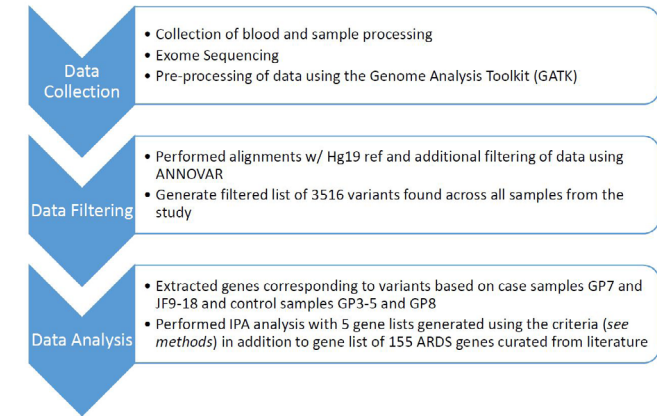 Data
Collection
• Collection of blood and sample processing
• Exome Sequencing
• Pre-processing of data using the Genome Analysis Toolkit (GATK)
Data Filtering
• Performed alignments w/ Hg19 ref and additional filtering of data using
ANNOVAR
• Generate filtered list of 3516 variants found across all samples from the
study
Data Analysis
• Extracted genes corresponding to variants based on case samples GP7 and
JF9-18 and control samples GP3-5 and GP8
• Performed IPA analysis with 5 gene lists generated using the criteria (see
methods) in addition to gene list of 155 ARDS genes curated from literature